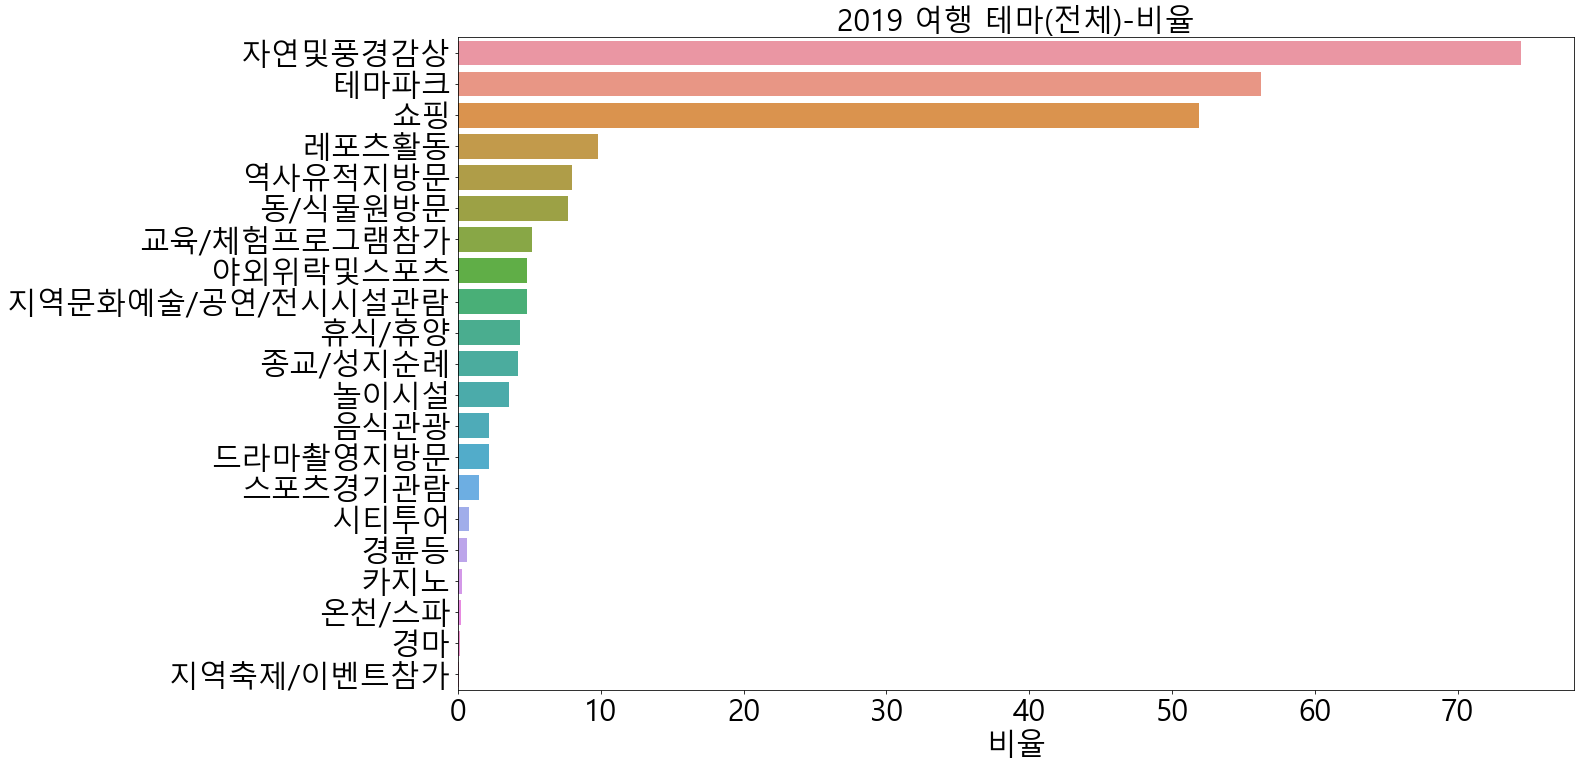 2019 여행 테마(전체)-비율
자연및풍경감상
테마파크
쇼핑
레포츠활동
역사유적지방문
동/식물원방문
교육/체험프로그램참가
야외위락및스포츠
지역문화예술/공연/전시시설관람
휴식/휴양
종교/성지순례
놀이시설
음식관광
드라마촬영지방문
스포츠경기관람
시티투어
경륜등
카지노
온천/스파
경마
지역축제/이벤트참가
0 10 20 30 40 50 60 70
비율